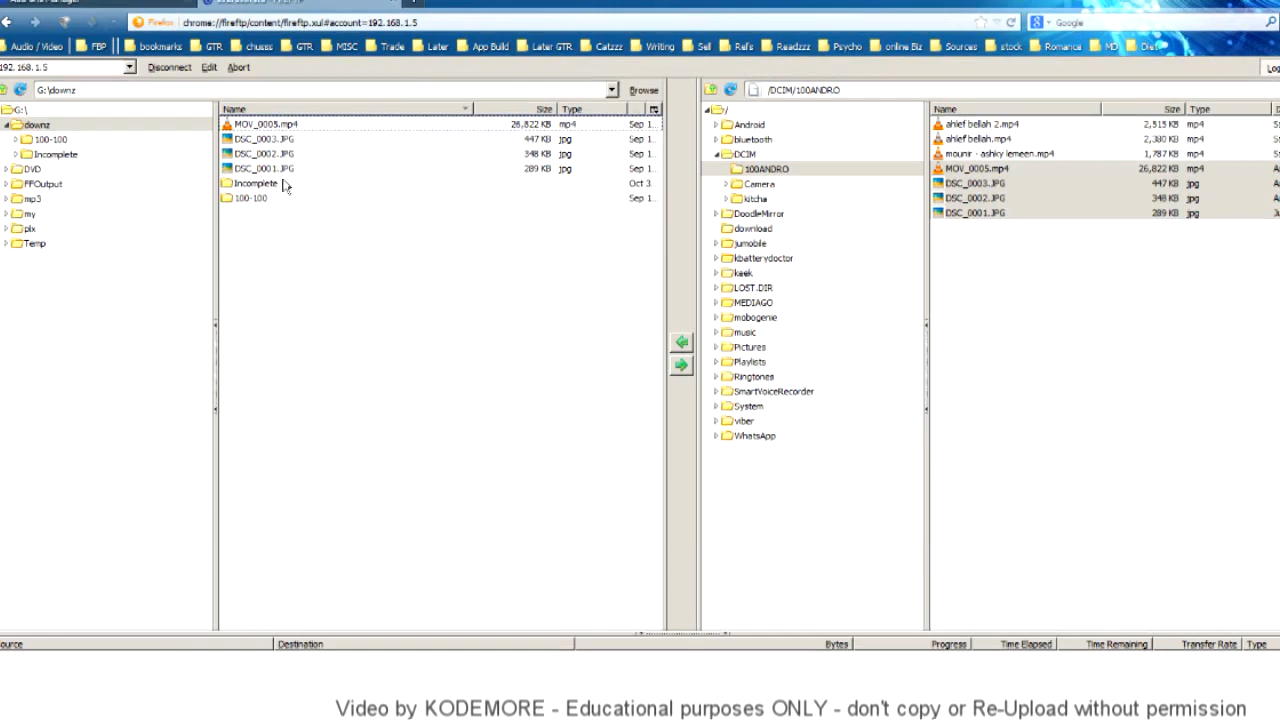 Firefox chrome://fireftp/content/fireftp.xul#account=192.168.1.5 Google
Audio / Video FBP bookmarks GTR chusss GTR MISC Trade Later App Build Later GTR Catzzz Writing Sell Refs Readzzz Psycho online Biz Sources stock Romance MD Diet
192.168.1.5 Disconnect Edit Abort Log
G:\downz Browse /DCIM/100ANDRO
G:\
downz
100-100
Incomplete
DVD
FFOutput
mp3
my
plx
Temp
Name Size Type
MOV_0005.mp4 26,822 KB mp4 Sep 1...
DSC_0003.JPG 447 KB jpg Sep 1...
DSC_0002.JPG 348 KB jpg Sep 1...
DSC_0001.JPG 289 KB jpg Sep 1...
Incomplete Oct 3
100-100 Sep 1...
/
Android
bluetooth
DCIM
100ANDRO
Camera
kitcha
DoodleMirror
download
jumobile
kbatterydoctor
keek
LOST.DIR
MEDIAGO
mobogenie
music
Pictures
Playlists
Ringtones
SmartVoiceRecorder
System
viber
WhatsApp
Name Size Type
ahief bellah 2.mp4 2,515 KB mp4
ahief bellah.mp4 2,380 KB mp4
mounir - ashky lemeen.mp4 1,787 KB mp4
MOV_0005.mp4 26,822 KB mp4
DSC_0003.JPG 447 KB jpg
DSC_0002.JPG 348 KB jpg
DSC_0001.JPG 289 KB jpg
ource Destination Bytes Progress Time Elapsed Time Remaining Transfer Rate Type
Video by KODEMORE - Educational purposes ONLY - don't copy or Re-Upload without permission